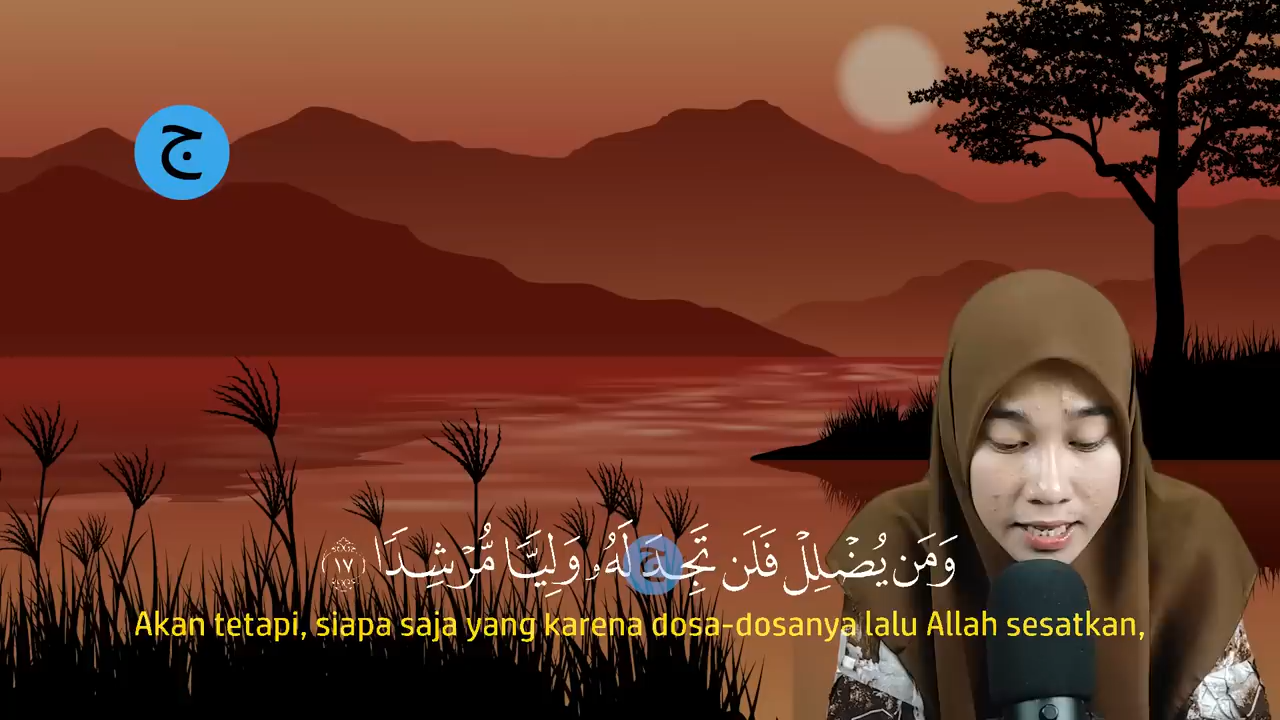 ج
وَمَن يُضۡلِلۡ فَلَن تَجِدَ لَهُۥ وَلِيّٗا مُّرۡشِدٗا ١٧
Akan tetapi, siapa saja yang karena dosa-dosanya lalu Allah sesatkan,